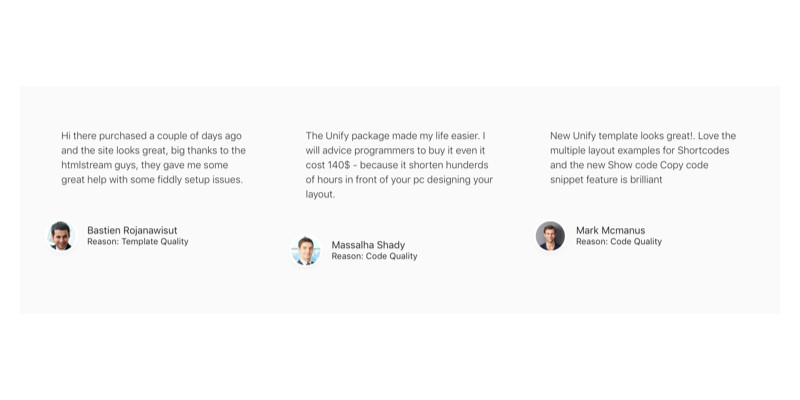 Hi there purchased a couple of days ago
and the site looks great, big thanks to the
htmlstream guys, they gave me some
great help with some fiddly setup issues.
Bastien Rojanawisut
Reason: Template Quality
The Unify package made my life easier. I
will advice programmers to buy it even it
cost 140$ - because it shorten hunderds
of hours in front of your pc designing your
layout.
Massalha Shady
Reason: Code Quality
New Unify template looks great!. Love the
multiple layout examples for Shortcodes
and the new Show code Copy code
snippet feature is brilliant
Mark Mcmanus
Reason: Code Quality